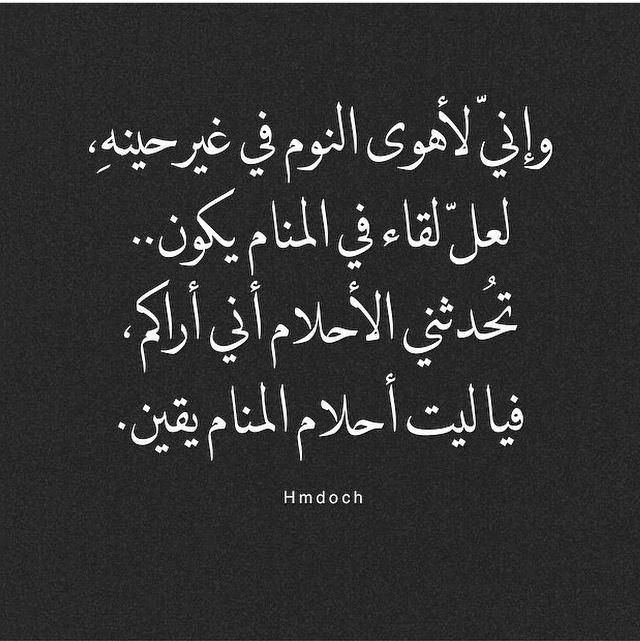 وإنيّ لأهوى النوم في غير حينهِ،
لعلّ لقاء في المنام يكون..
تُحدثني الأحلام أني أراكم،
فيا ليت أحلام المنام يقين.
Hmdoch